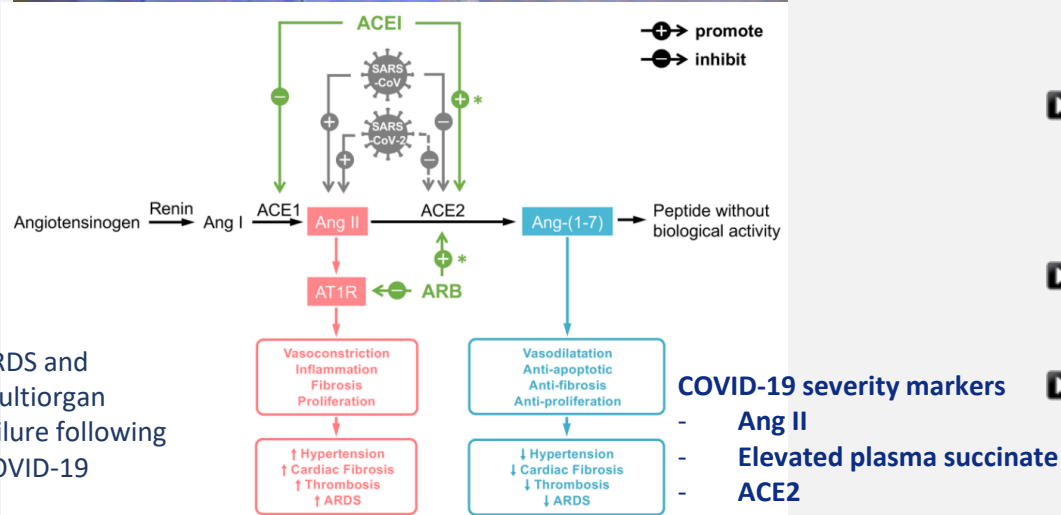 ACEI
promote
inhibit
SARS
-CoV
*
SARS
-CoV-2
Angiotensinogen
Renin
Ang I
ACE1
Ang II
ACE2
Ang-(1-7)
Peptide without
biological activity
*
AT1R
ARB
Vasoconstriction
Inflammation
Fibrosis
Proliferation
Vasodilatation
Anti-apoptotic
Anti-fibrosis
Anti-proliferation
↑ Hypertension
↑ Cardiac Fibrosis
↑ Thrombosis
↑ ARDS
↓ Hypertension
↓ Cardiac Fibrosis
↓ Thrombosis
↓ ARDS
RDS and
ultiorgan
ilure following
OVID-19
COVID-19 severity markers
- Ang II
- Elevated plasma succinate
- ACE2